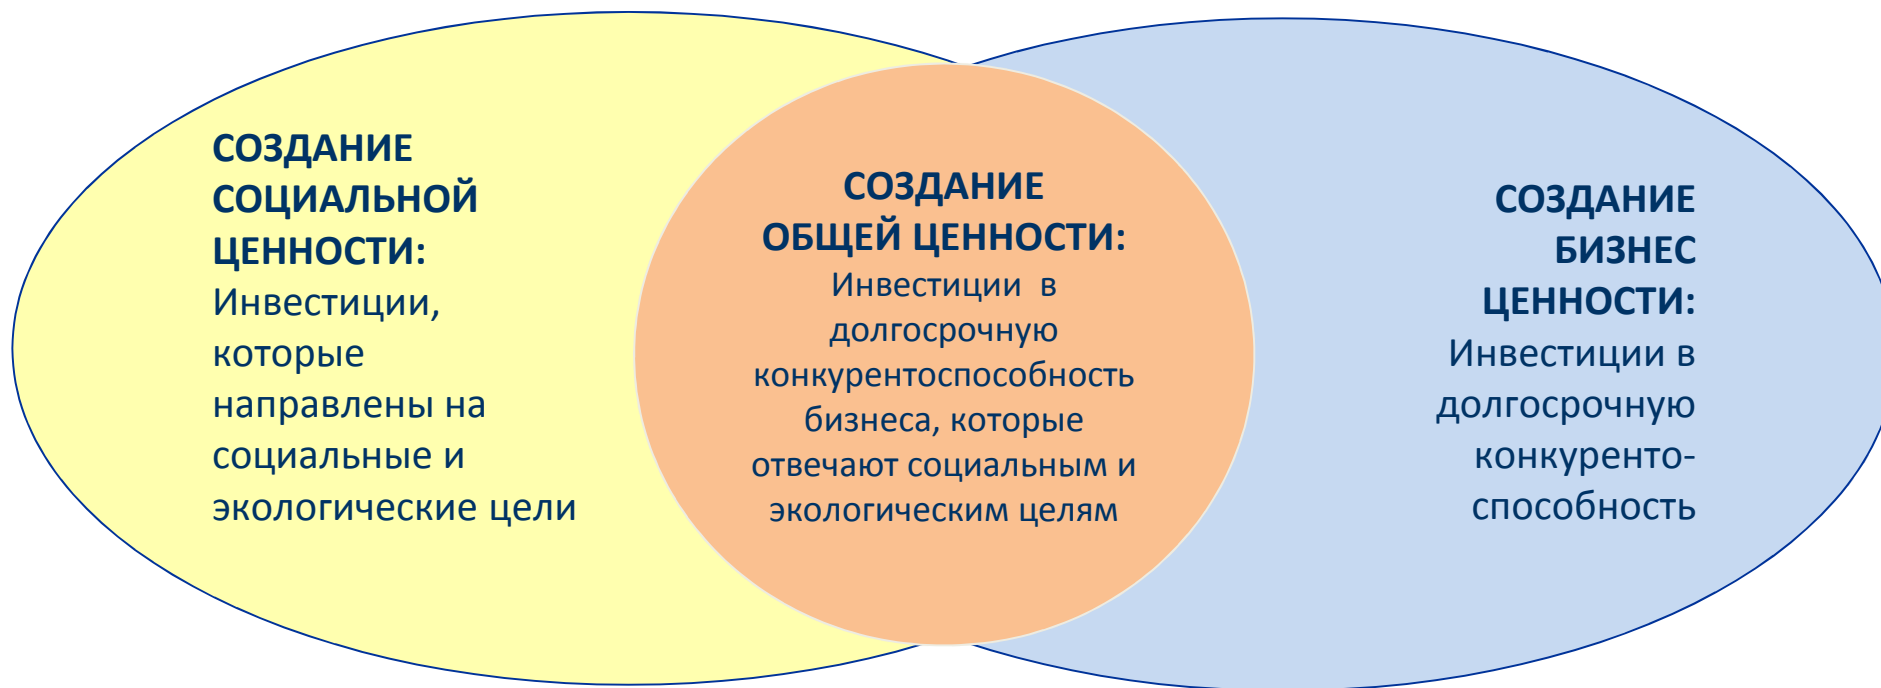 СОЗДАНИЕ
СОЦИАЛЬНОЙ
ЦЕННОСТИ:
Инвестиции,
которые
направлены на
социальные и
экологические цели
СОЗДАНИЕ
ОБЩЕЙ ЦЕННОСТИ:
Инвестиции в
долгосрочную
конкурентоспособность
бизнеса, которые
отвечают социальным и
экологическим целям
СОЗДАНИЕ
БИЗНЕС
ЦЕННОСТИ:
Инвестиции в
долгосрочную
конкуренто-
способность